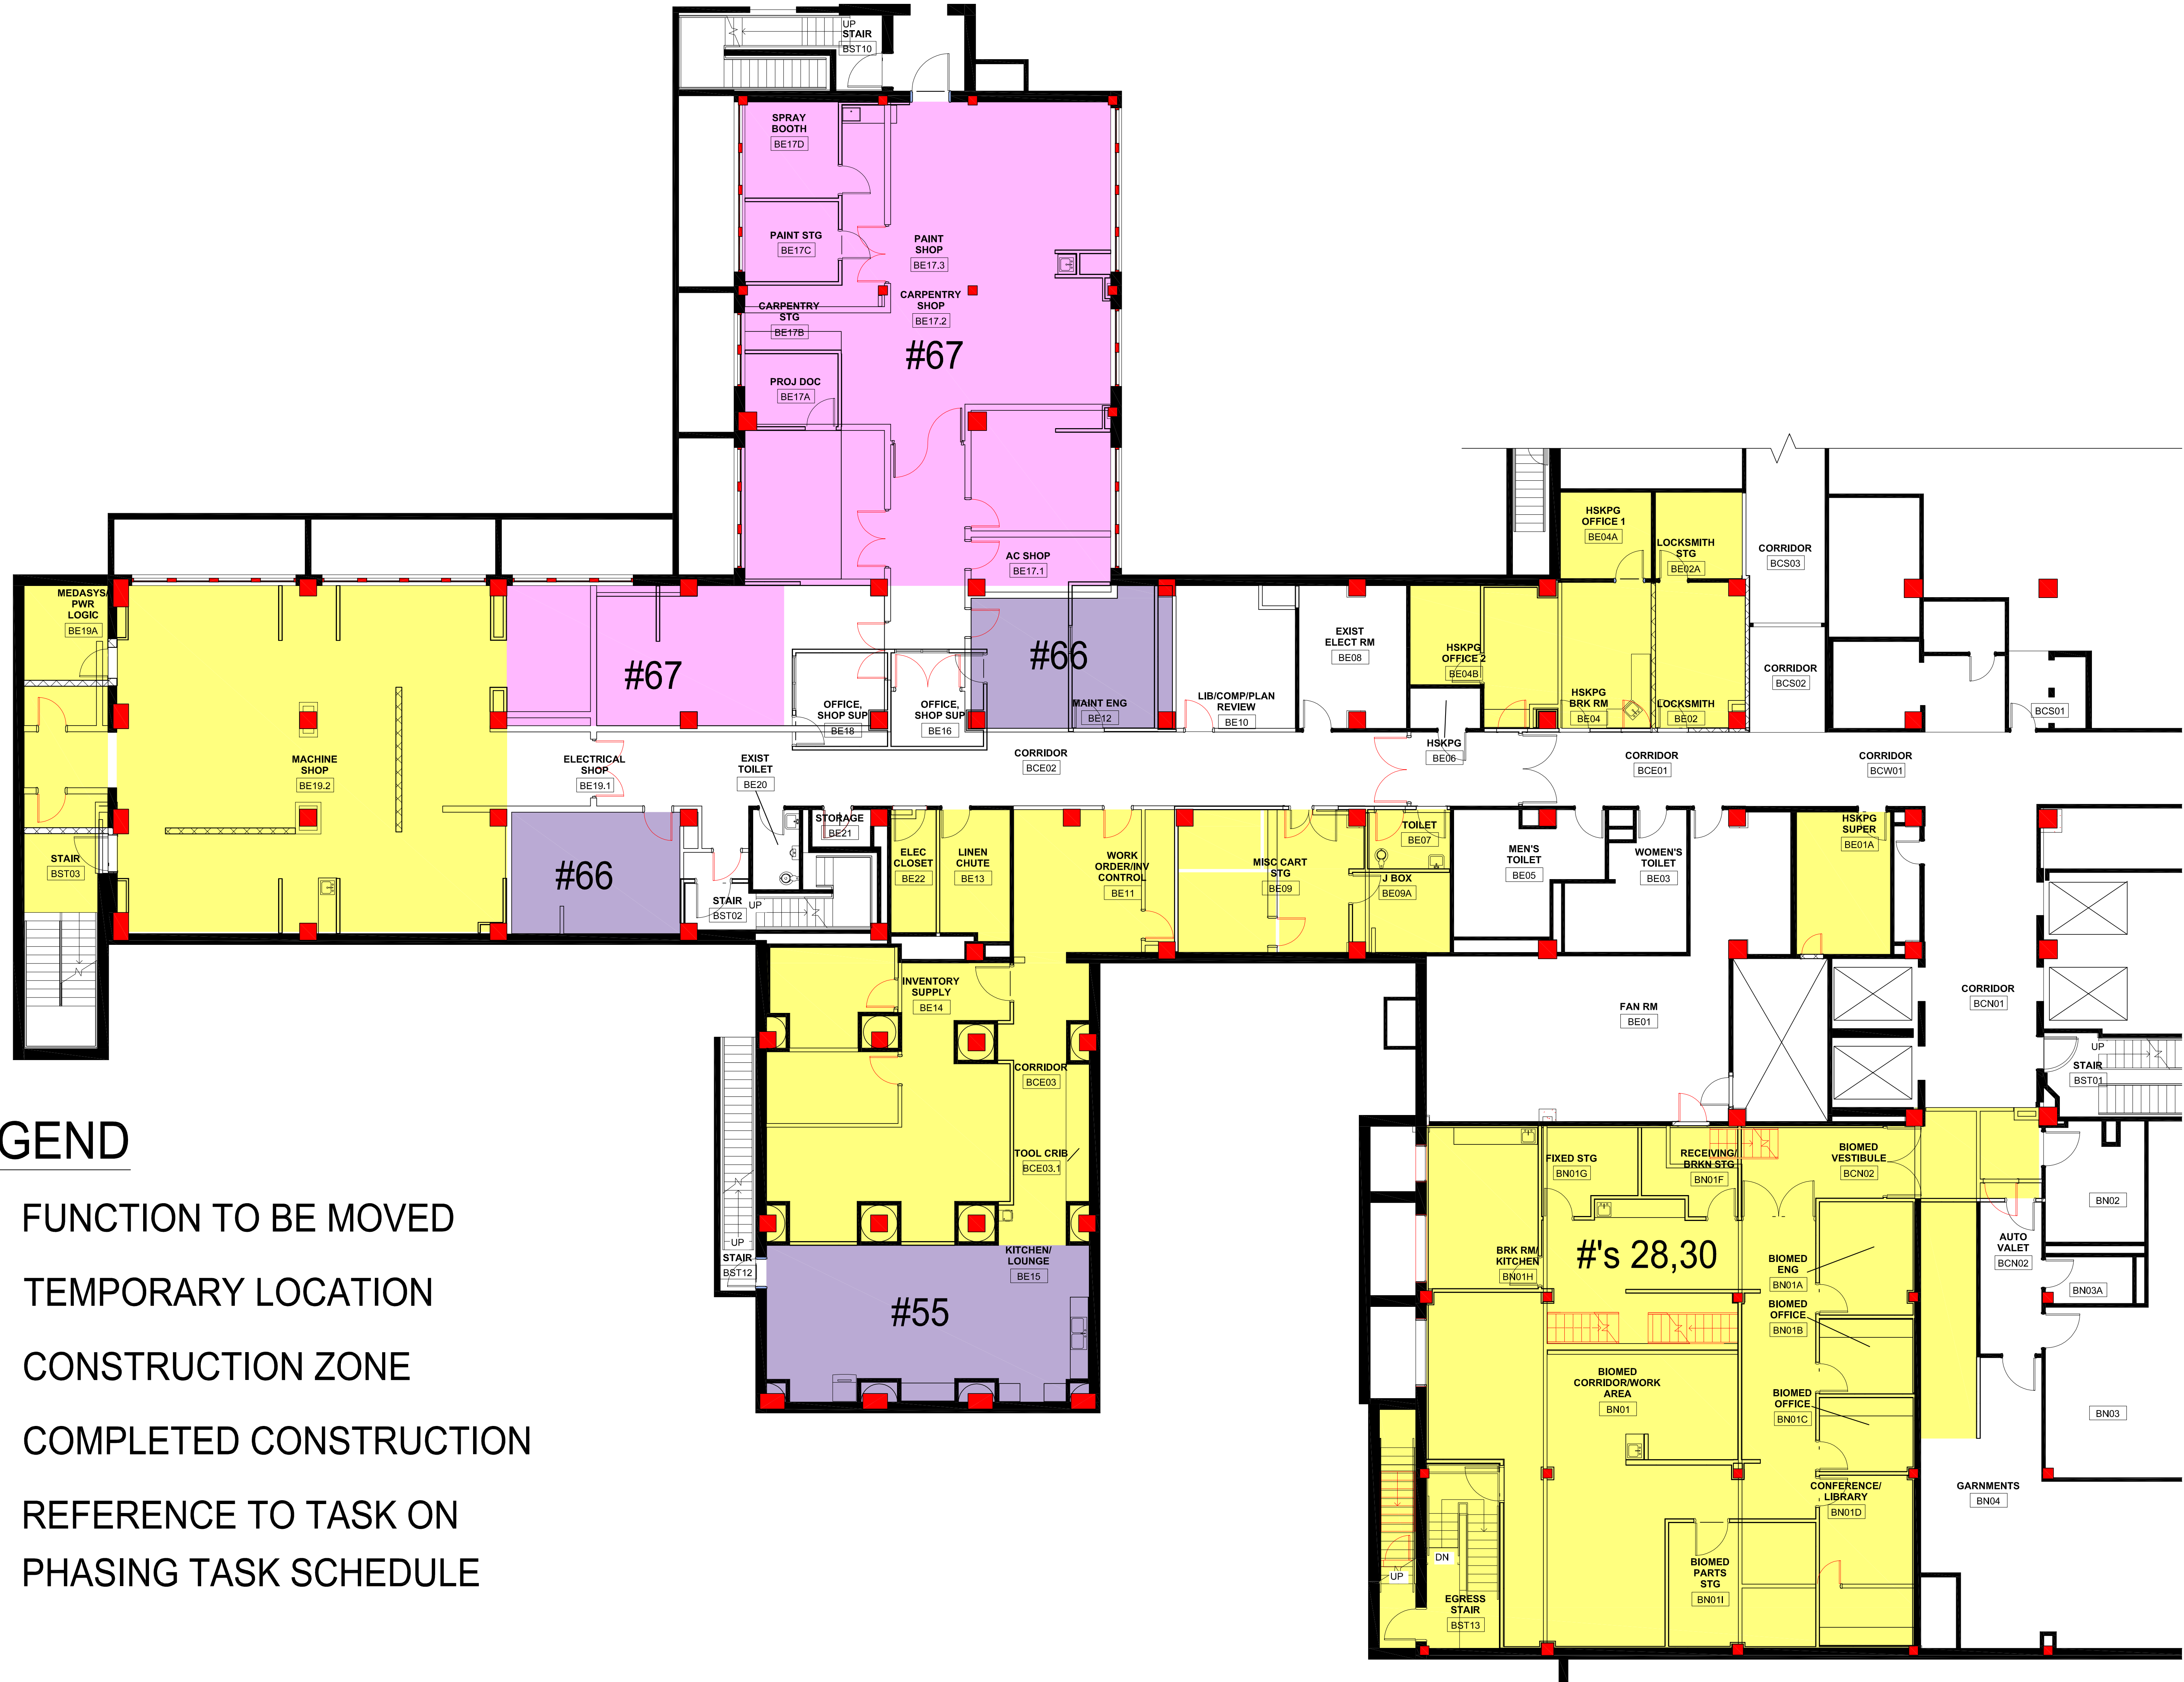 UP
STAIR
BST10
SPRAY
BOOTH
BE17D
PAINT STG
BE17C
PAINT
SHOP
BE17.3
CARPENTRY
STG
BE17B
CARPENTRY
SHOP
BE17.2
#67
PROJ DOC
BE17A
AC SHOP
BE17.1
HSKPG
OFFICE 1
BE04A
LOCKSMITH
STG
BE02A
CORRIDOR
BCS03
MEDASYS/
PWR
LOGIC
BE19A
#67
#66
EXIST
ELECT RM
BE08
HSKPG
OFFICE 2
BE04B
CORRIDOR
BCS02
OFFICE,
SHOP SUP
BE18
OFFICE,
SHOP SUP
BE16
MAINT ENG
BE12
LIB/COMP/PLAN
REVIEW
BE10
HSKPG
BRK RM
BE04
LOCKSMITH
BE02
BCS01
MACHINE
SHOP
BE19.2
ELECTRICAL
SHOP
BE19.1
EXIST
TOILET
BE20
CORRIDOR
BCE02
HSKPG
BE06
CORRIDOR
BCE01
CORRIDOR
BCW01
STORAGE
BE21
STAIR
BST03
#66
STAIR
BST02
UP
ELEC
CLOSET
BE22
LINEN
CHUTE
BE13
WORK
ORDER/INV
CONTROL
BE11
MISC CART
STG
BE09
TOILET
BE07
J BOX
BE09A
MEN'S
TOILET
BE05
WOMEN'S
TOILET
BE03
HSKPG
SUPER
BE01A
INVENTORY
SUPPLY
BE14
FAN RM
BE01
CORRIDOR
BCN01
CORRIDOR
BCE03
UP
STAIR
BST01
TOOL CRIB
BCE03.1
UP
STAIR
BST12
KITCHEN/
LOUNGE
BE15
#55
FIXED STG
BN01G
RECEIVING/
BRKN STG
BN01F
BIOMED
VESTIBULE
BCN02
BN02
BRK RM/
KITCHEN
BN01H
#'s 28,30
BIOMED
ENG
BN01A
AUTO
VALET
BCN02
BN03A
BIOMED
OFFICE
BN01B
BIOMED
CORRIDOR/WORK
AREA
BN01
BIOMED
OFFICE
BN01C
BN03
CONFERENCE/
LIBRARY
BN01D
GARNMENTS
BN04
DN
UP
EGRESS
STAIR
BST13
BIOMED
PARTS
STG
BN01I
GEND
FUNCTION TO BE MOVED
TEMPORARY LOCATION
CONSTRUCTION ZONE
COMPLETED CONSTRUCTION
REFERENCE TO TASK ON
PHASING TASK SCHEDULE